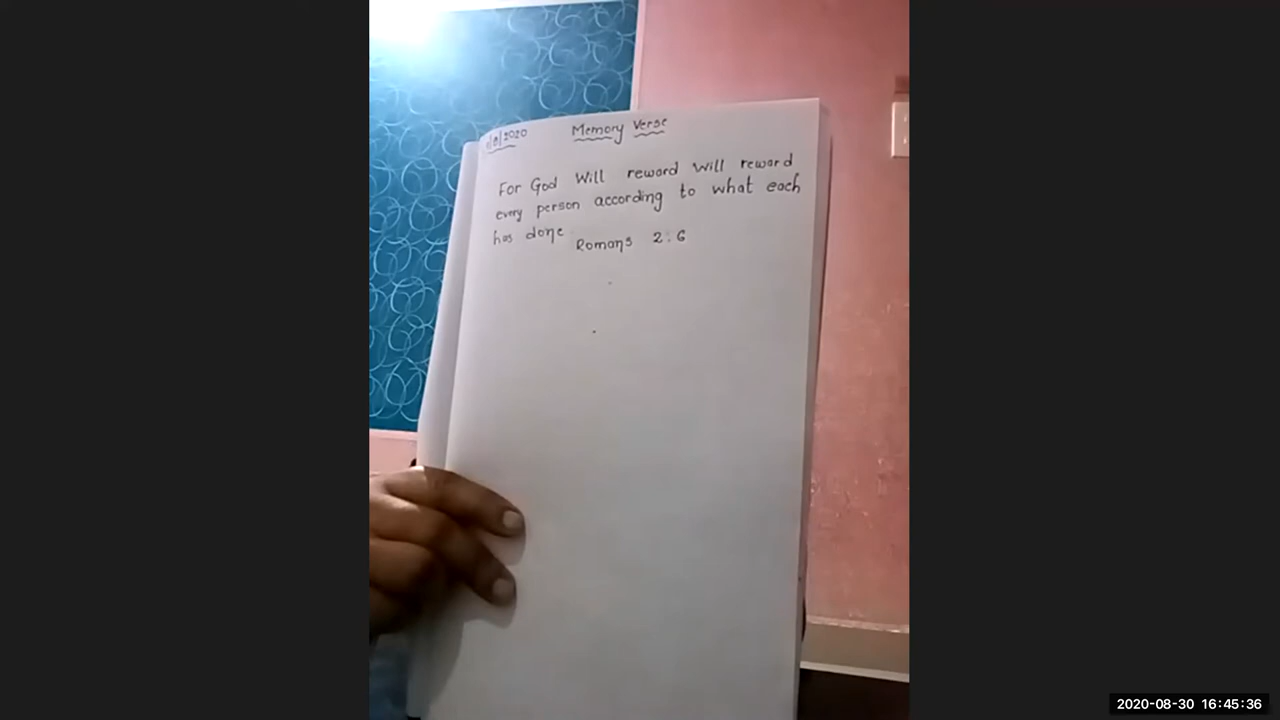 Memory Verse
For God Will reward Will reward
every person according to what each
has done
Romans 2:6
2020-08-30 16:45:36